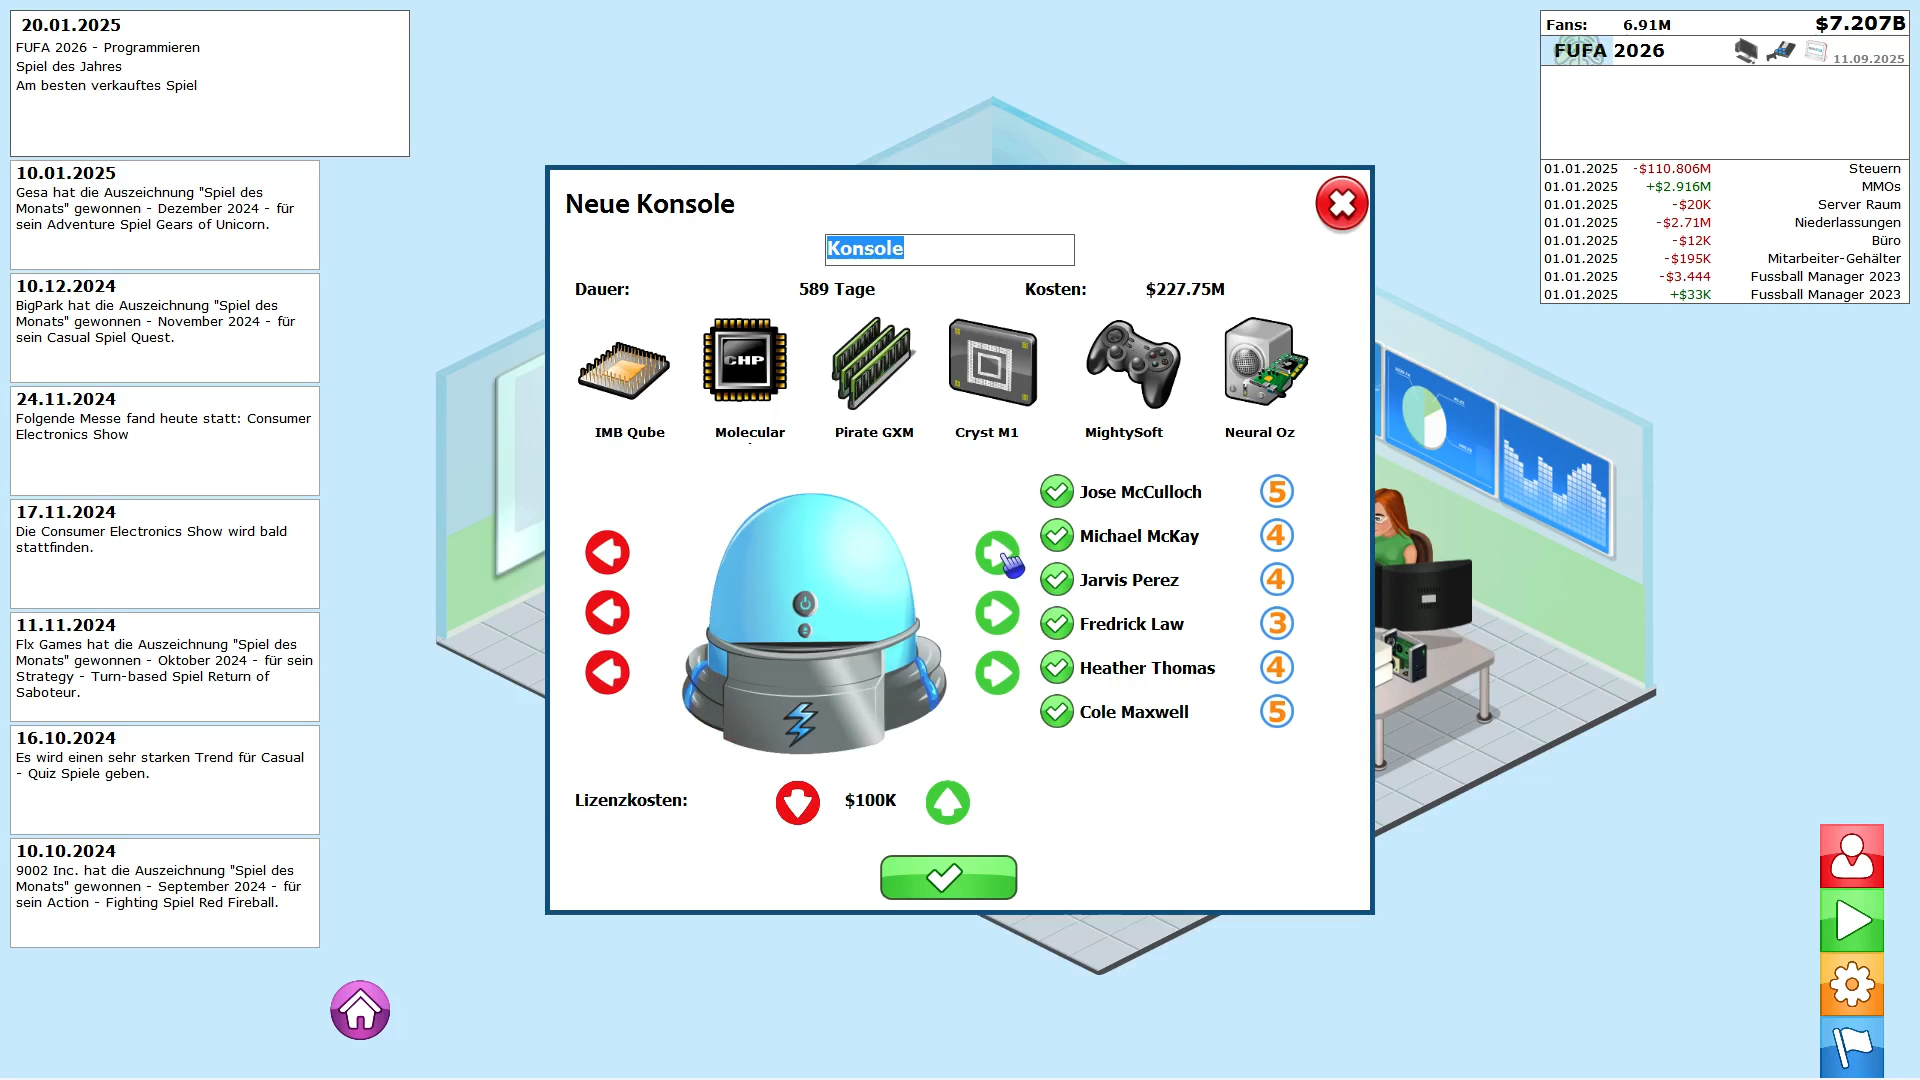 20.01.2025
FUFA 2026 - Programmieren
Spiel des Jahres
Am besten verkauftes Spiel
10.01.2025
Gesa hat die Auszeichnung "Spiel des
Monats" gewonnen - Dezember 2024 - für
sein Adventure Spiel Gears of Unicorn.
10.12.2024
BigPark hat die Auszeichnung "Spiel des
Monats" gewonnen - November 2024 - für
sein Casual Spiel Quest.
24.11.2024
Folgende Messe fand heute statt: Consumer
Electronics Show
17.11.2024
Die Consumer Electronics Show wird bald
stattfinden.
11.11.2024
Flx Games hat die Auszeichnung "Spiel des
Monats" gewonnen - Oktober 2024 - für sein
Strategy - Turn-based Spiel Return of
Saboteur.
16.10.2024
Es wird einen sehr starken Trend für Casual
- Quiz Spiele geben.
10.10.2024
9002 Inc. hat die Auszeichnung "Spiel des
Monats" gewonnen - September 2024 - für
sein Action - Fighting Spiel Red Fireball.
Neue Konsole
Konsole
Dauer: 589 Tage Kosten: $227.75M
CHP
IMB Qube Molecular Pirate GXM Cryst M1 MightySoft Neural Oz
Jose McCulloch 5
Michael McKay 4
Jarvis Perez 4
Fredrick Law 3
Heather Thomas 4
Cole Maxwell 5
Lizenzkosten: $100K
Fans: 6.91M $7.207B
FUFA 2026 11.09.2025
01.01.2025 -$110.806M Steuern
01.01.2025 +$2.916M MMOs
01.01.2025 -$20K Server Raum
01.01.2025 -$2.71M Niederlassungen
01.01.2025 -$12K Büro
01.01.2025 -$195K Mitarbeiter-Gehälter
01.01.2025 -$3.444 Fussball Manager 2023
01.01.2025 +$33K Fussball Manager 2023